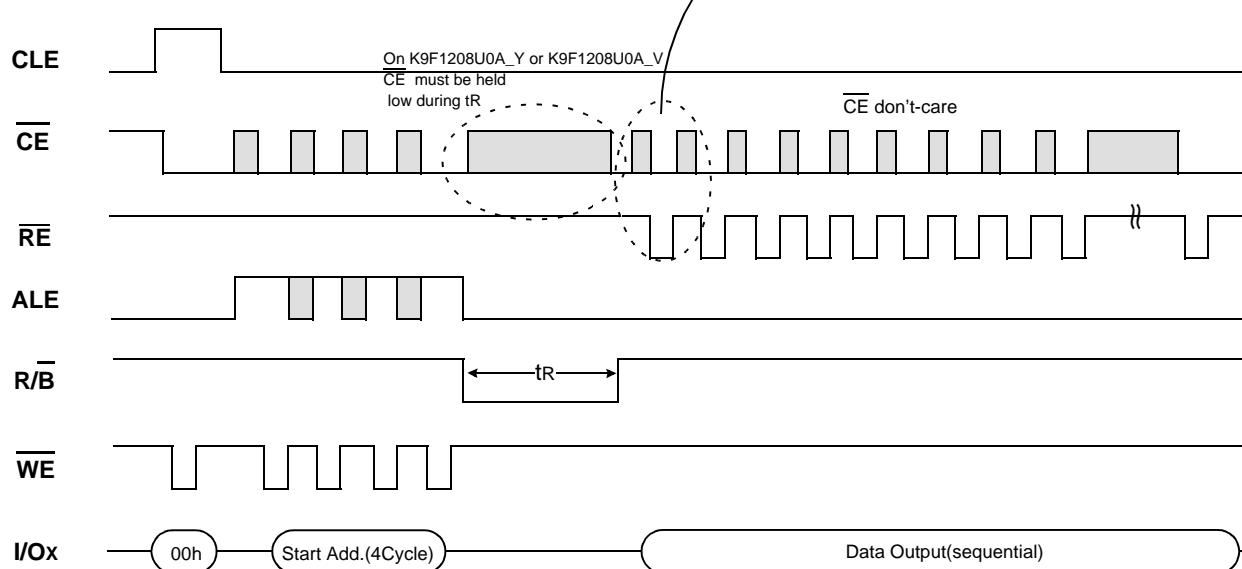 CLE
On K9F1208U0A_Y or K9F1208U0A_V
CE must be held
low during tR
CE don't-care
CE
RE
ALE
R/B
tR
WE
I/Ox
00h
Start Add.(4Cycle)
Data Output(sequential)